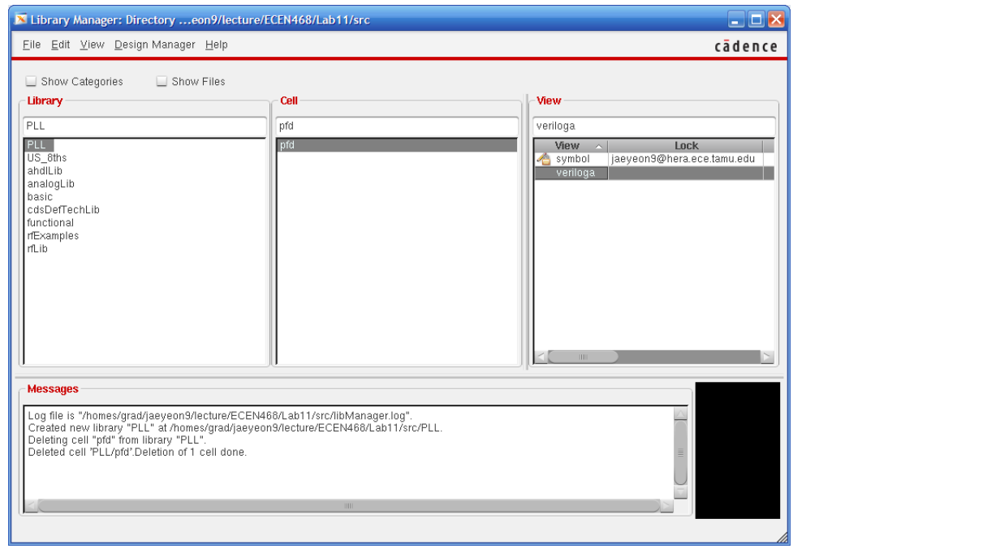 Library Manager: Directory ...eon9/lecture/ECEN468/Lab11/src
File Edit View Design Manager Help
cādence
Show Categories Show Files
Library
PLL
PLL
US_8ths
ahdlLib
analogLib
basic
cdsDefTechLib
functional
rfExamples
rfLib
Cell
pfd
pfd
View
veriloga
View Lock
symbol jaeyeon9@hera.ece.tamu.edu
veriloga
Messages
Log file is "/homes/grad/jaeyeon9/lecture/ECEN468/Lab11/src/libManager.log".
Created new library "PLL" at /homes/grad/jaeyeon9/lecture/ECEN468/Lab11/src/PLL.
Deleting cell "pfd" from library "PLL".
Deleted cell 'PLL/pfd'.Deletion of 1 cell done.